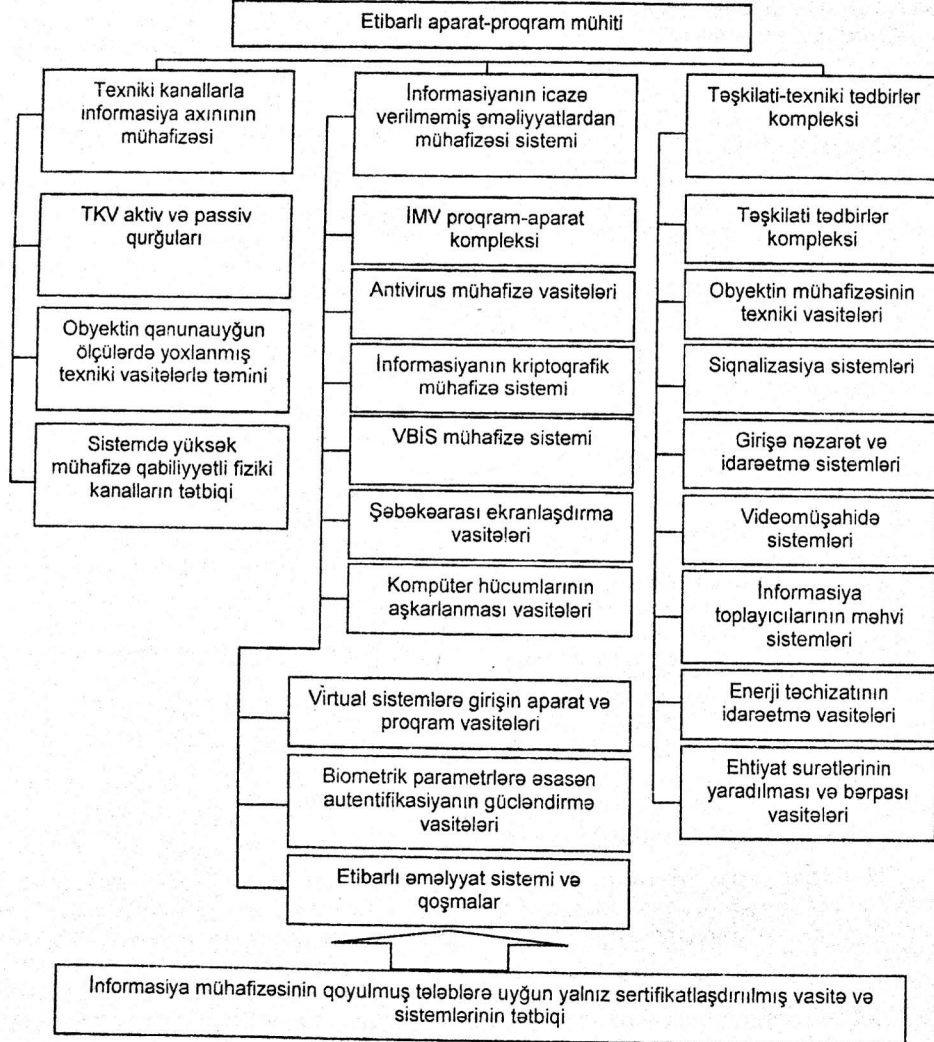 Etibarlı aparat-proqram mühiti
Texniki kanallarla
informasiya axınının
mühafizəsi
TKV aktiv və passiv
qurğuları
Obyektin qanunauyğun
ölçülərdə yoxlanmış
texniki vasitələrlə təmini
Sistemdə yüksək
mühafizə qabiliyyətli fiziki
kanalların tətbiqi
İnformasiyanın icazə
verilməmiş əməliyyatlardan
mühafizəsi sistemi
İMV proqram-aparat
kompleksi
Antivirus mühafizə vasitələri
İnformasiyanın kriptoqrafik
mühafizə sistemi
VBİS mühafizə sistemi
Şəbəkəarası ekranlaşdırma
vasitələri
Kompüter hücumlarının
aşkarlanması vasitələri
Virtual sistemlərə girişin aparat və
proqram vasitələri
Biometrik parametrlərə əsasən
autentifikasiyanın gücləndirmə
vasitələri
Etibarlı əməlyyat sistemi və
qoşmalar
Təşkilati-texniki tədbirlər
kompleksi
Təşkilati tədbirlər
kompleksi
Obyektin mühafizəsinin
texniki vasitələri
Siqnalizasiya sistemləri
Girişə nəzarət və
idarəetmə sistemləri
Videomüşahidə
sistemləri
İnformasiya
toplayıcılarının məhvi
sistemləri
Enerji təchizatının
idarəetmə vasitələri
Ehtiyat surətlərinin
yaradılması və bərpası
vasitələri
İnformasiya mühafizəsinin qoyulmuş tələblərə uyğun yalnız sertifikatlaşdırılmış vasitə və
sistemlərinin tətbiqi